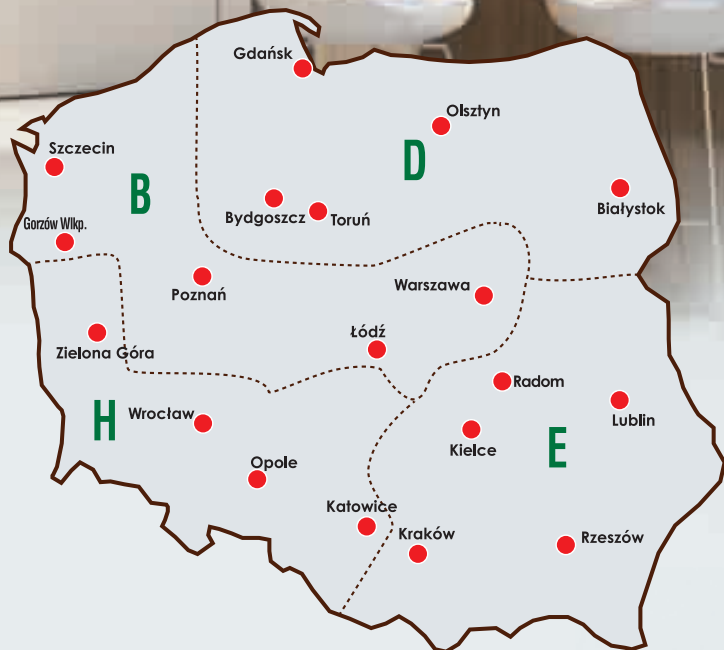 Gdańsk
Olsztyn
Szczecin
D
B
Białystok
Bydgoszcz
Toruń
Gorzów Wlkp.
Warszawa
Poznań
Łódź
Zielona Góra
Radom
H
Wrocław
Lublin
Kielce
E
Opole
Katowice
Kraków
Rzeszów